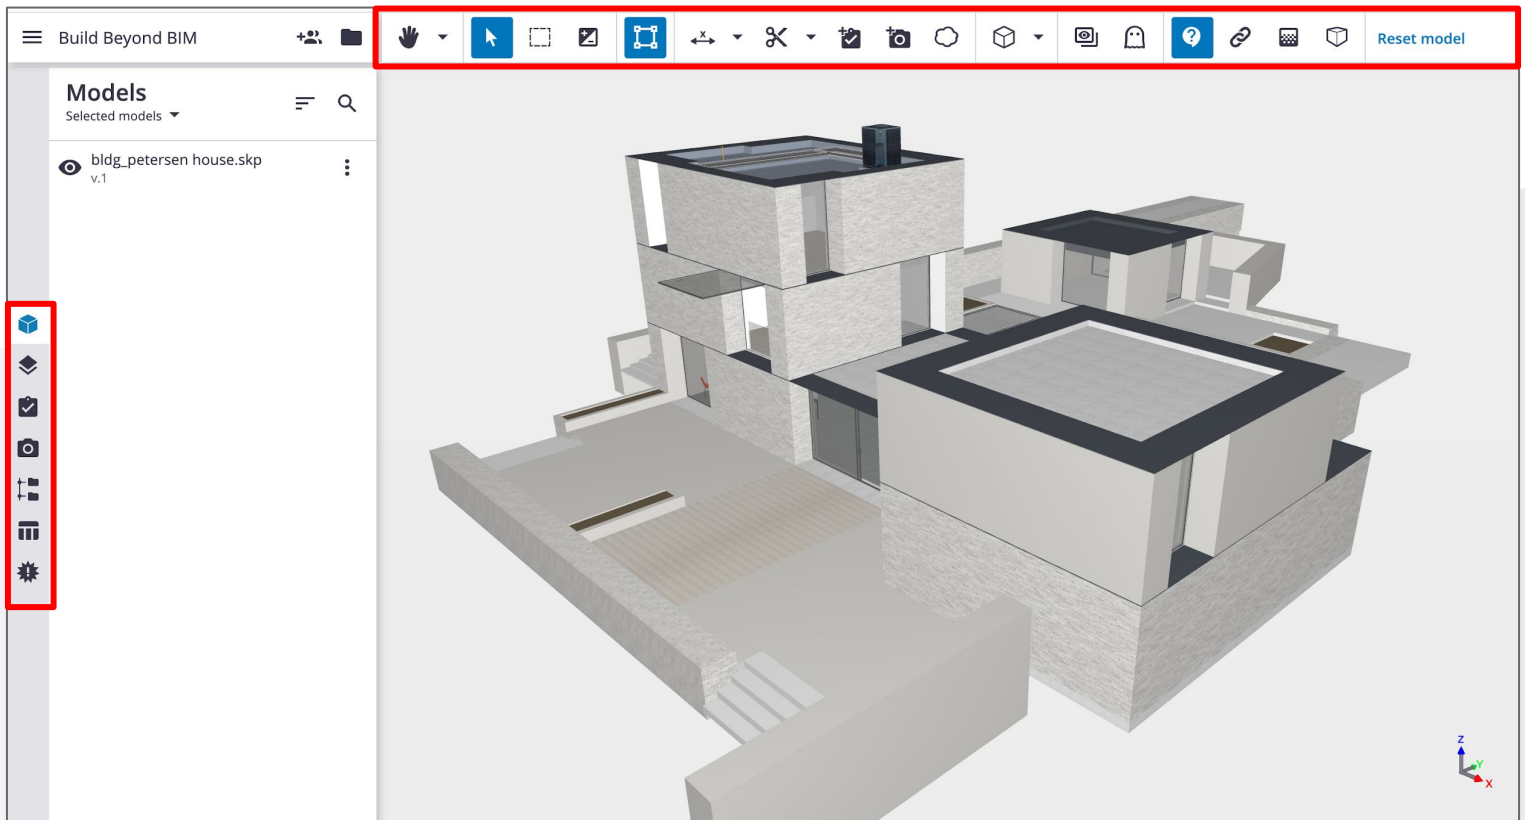 Build Beyond BIM
x
Reset model
Models
Selected models
bldg_petersen house.skp
v.1
Z
Y
X